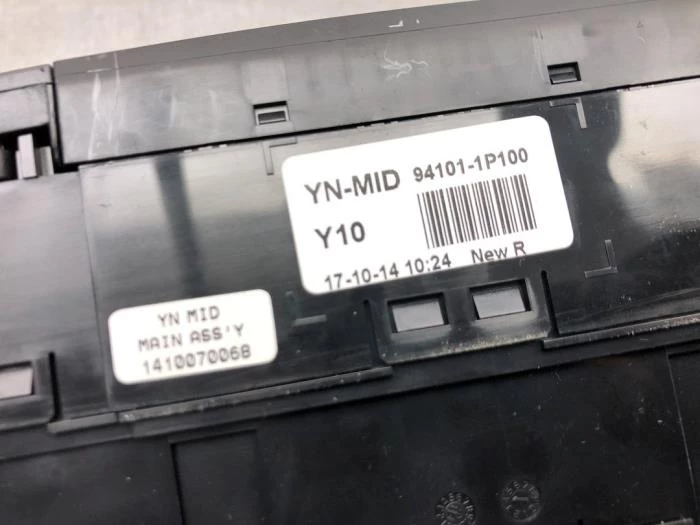 YN-MID 94101-1P100
Y10
17-10-14 10:24 New R
YN MID
MAIN ASS'Y
1410070068